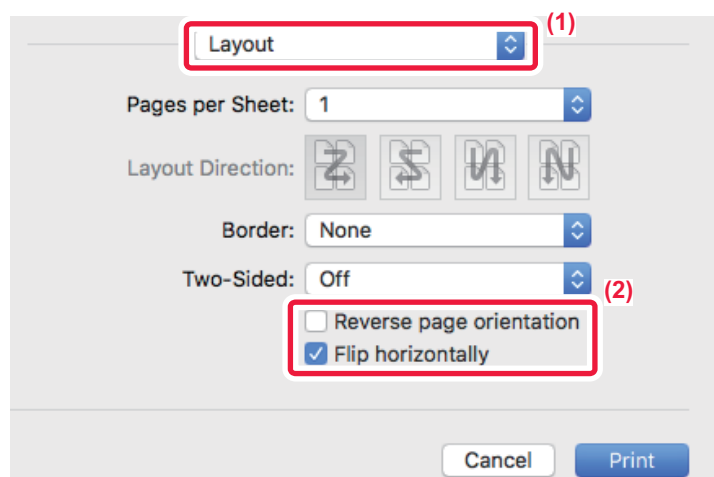 (1)
Layout
Pages per Sheet: 1
Layout Direction:
Border: None
Two-Sided: Off
(2)
Reverse page orientation
Flip horizontally
Cancel Print